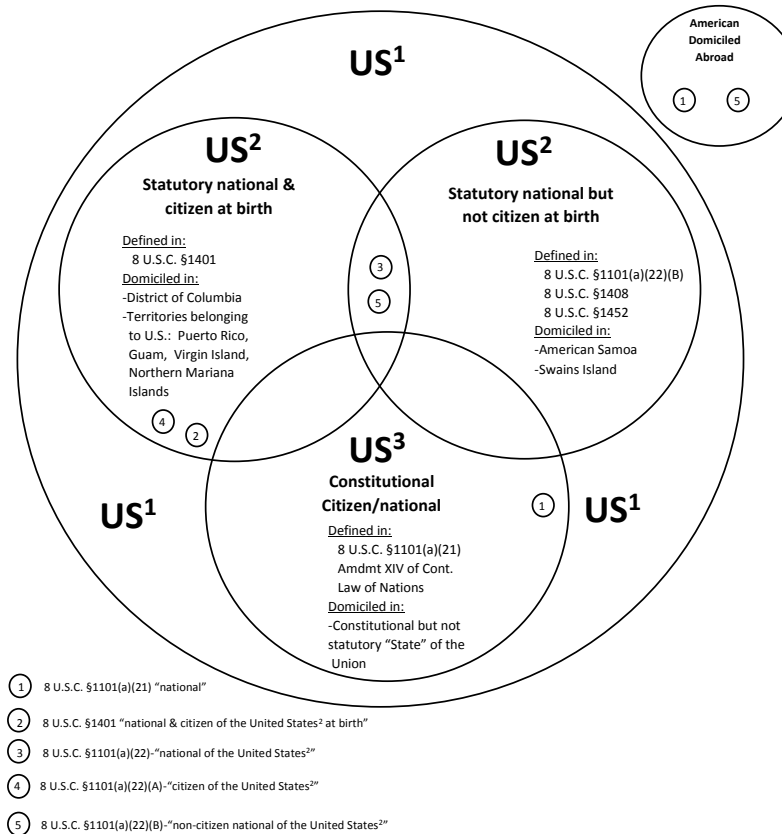 US¹
American
Domiciled
Abroad
1 5
US²
Statutory national &
citizen at birth
Defined in:
8 U.S.C. §1401
Domiciled in:
-District of Columbia
-Territories belonging
to U.S.: Puerto Rico,
Guam, Virgin Island,
Northern Mariana
Islands
4
2
3
5
US²
Statutory national but
not citizen at birth
Defined in:
8 U.S.C. §1101(a)(22)(B)
8 U.S.C. §1408
8 U.S.C. §1452
Domiciled in:
-American Samoa
-Swains Island
US³
Constitutional
Citizen/national
Defined in:
8 U.S.C. §1101(a)(21)
Amdmt XIV of Cont.
Law of Nations
Domiciled in:
-Constitutional but not
statutory “State” of the
Union
1
US¹
US¹
1 8 U.S.C. §1101(a)(21) “national”
2 8 U.S.C. §1401 “national & citizen of the United States² at birth”
3 8 U.S.C. §1101(a)(22)-“national of the United States²”
4 8 U.S.C. §1101(a)(22)(A)-“citizen of the United States²”
5 8 U.S.C. §1101(a)(22)(B)-“non-citizen national of the United States²”